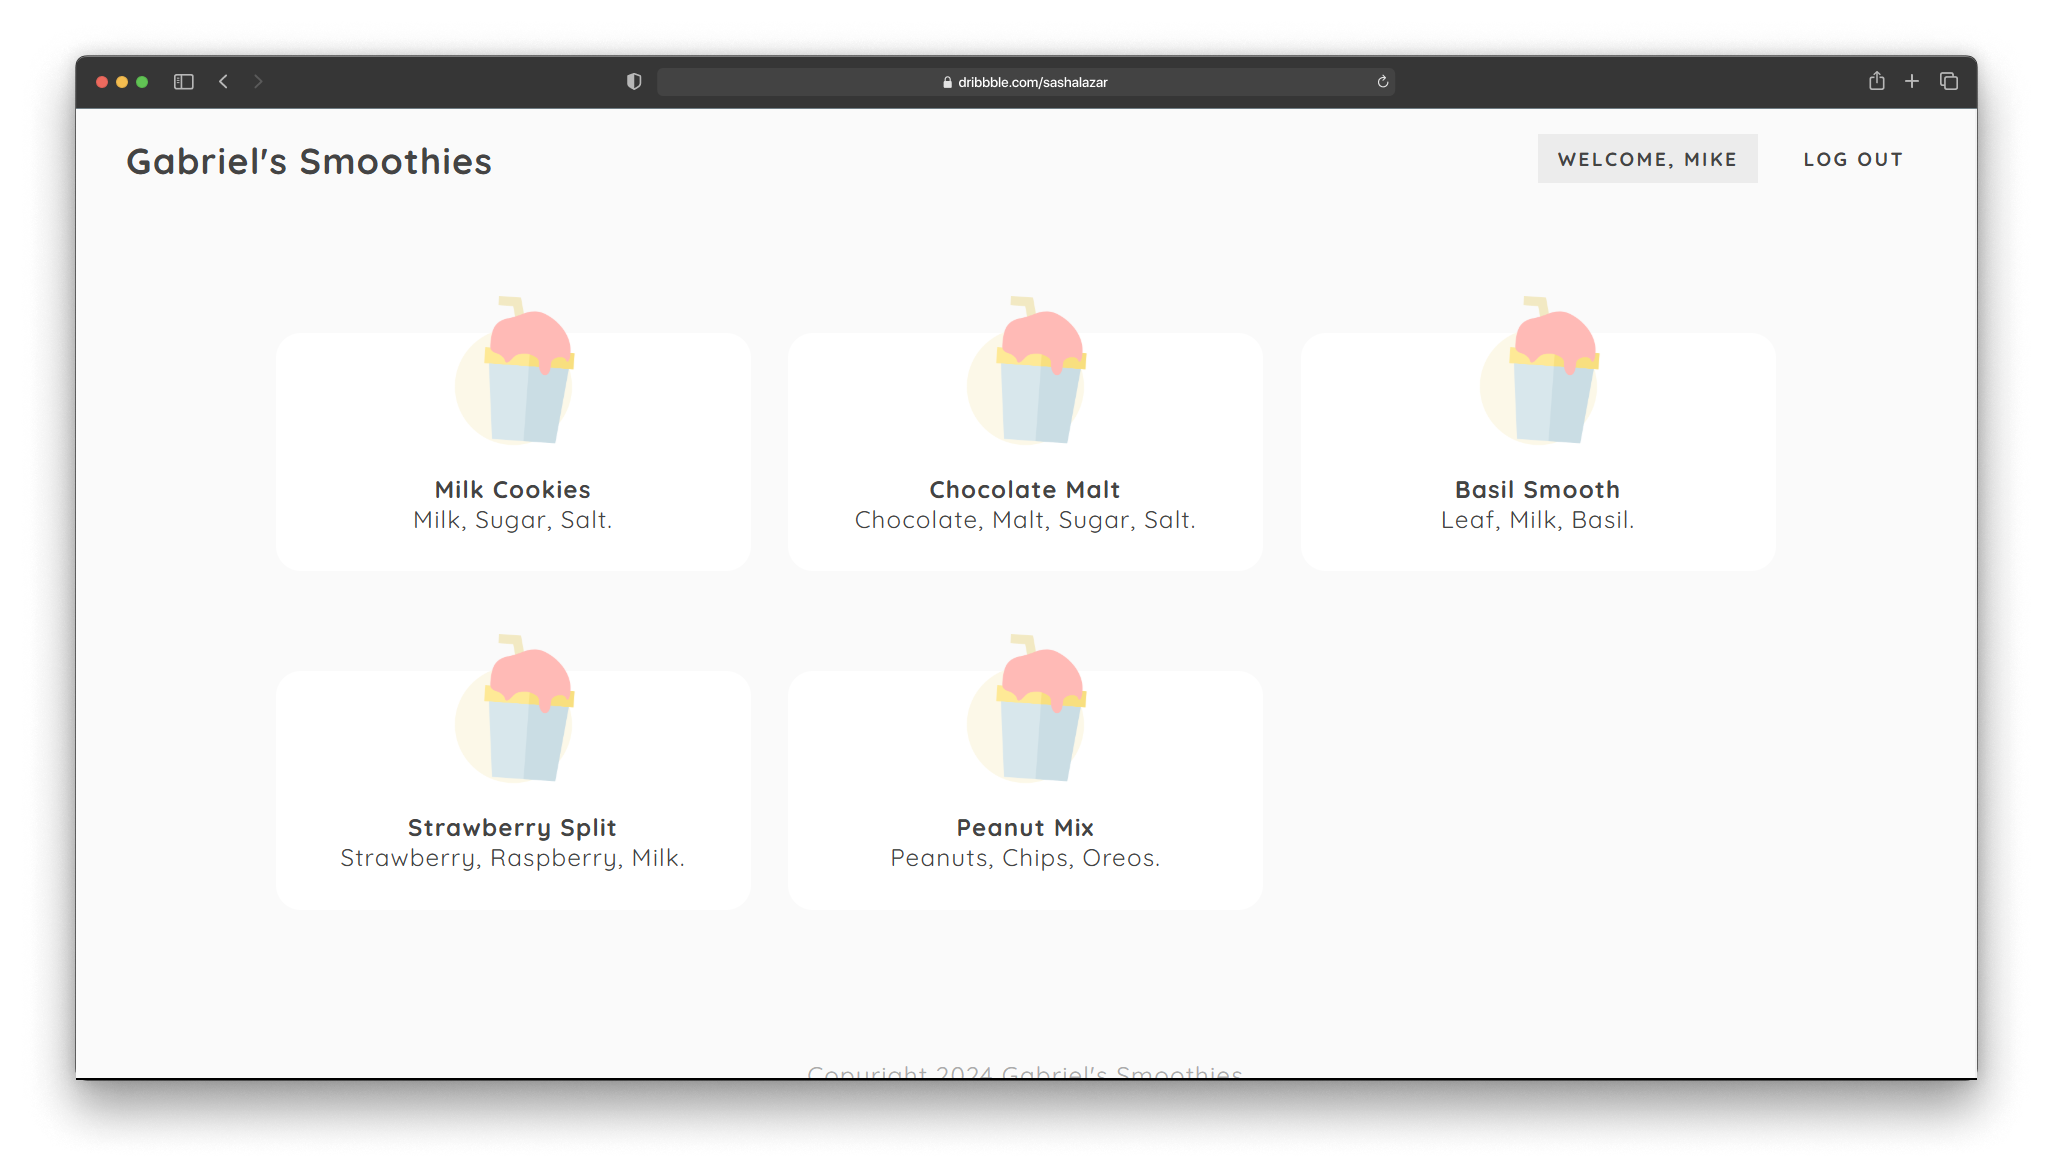 dribbble.com/sashalazar
Gabriel's Smoothies
WELCOME, MIKE
LOG OUT
Milk Cookies
Milk, Sugar, Salt.
Chocolate Malt
Chocolate, Malt, Sugar, Salt.
Basil Smooth
Leaf, Milk, Basil.
Strawberry Split
Strawberry, Raspberry, Milk.
Peanut Mix
Peanuts, Chips, Oreos.
Copyright 2024 Gabriel's Smoothies